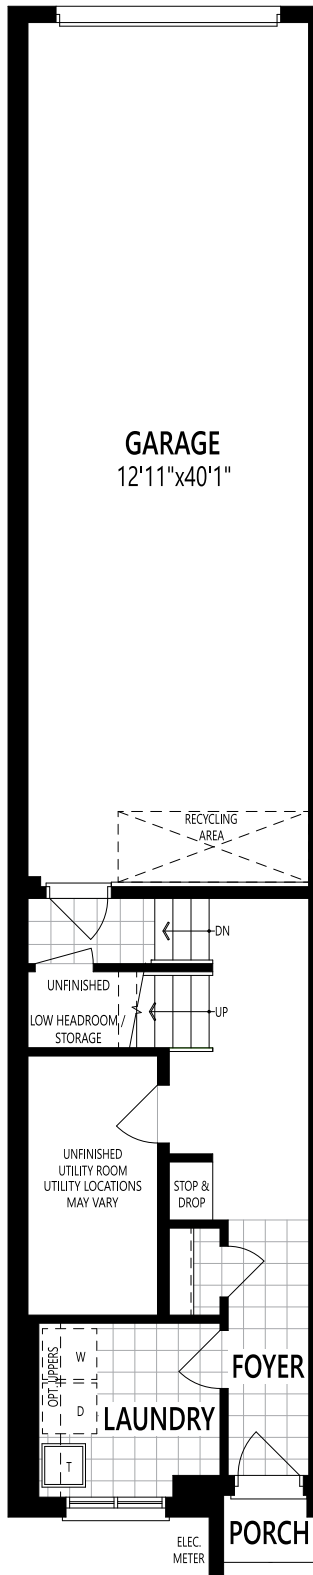 GARAGE
12'11"x40'1"
RECYCLING
AREA
DN
UNFINISHED
LOW HEADROOM /
STORAGE
UP
UNFINISHED
UTILITY ROOM
UTILITY LOCATIONS
MAY VARY
STOP &
DROP
FOYER
OPT. UPPERS
W
D
LAUNDRY
T
PORCH
ELEC.
METER